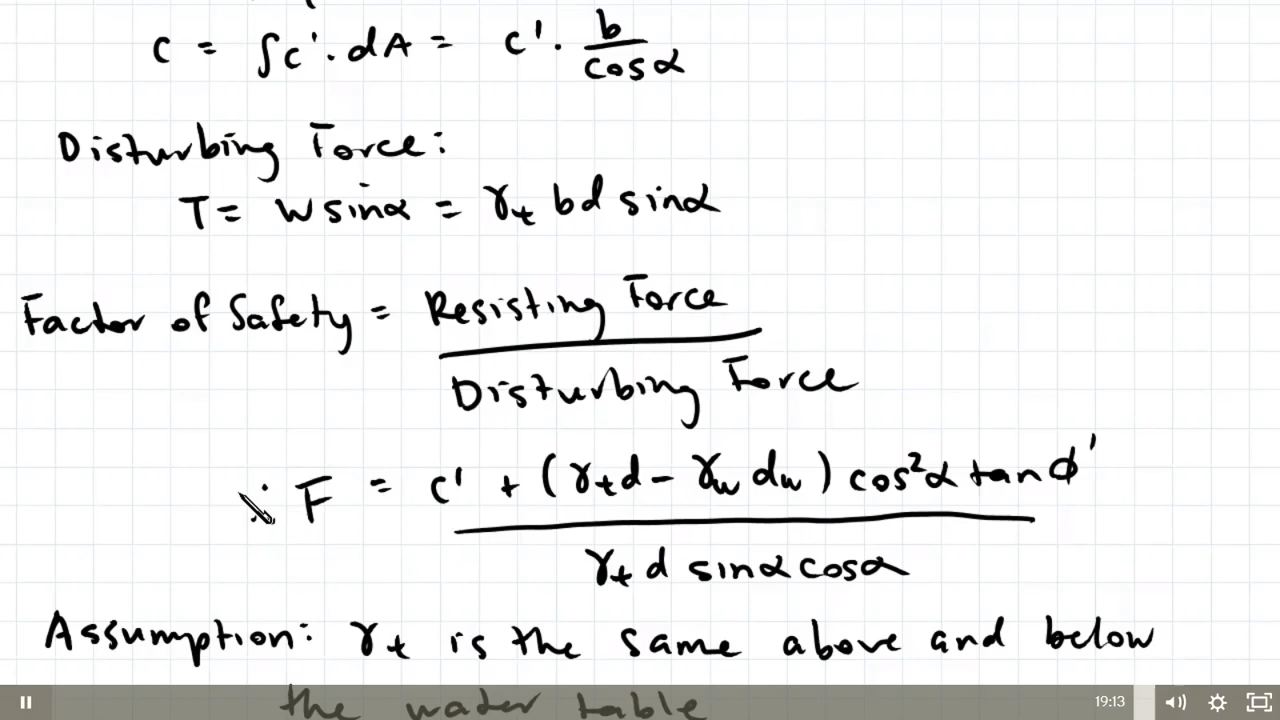 C = ∫c'. dA = c'. b/cosα
Disturbing Force:
T = W sinα = γt bd sinα
Factor of Safety = Resisting Force / Disturbing Force
∴ F = c' + (γt d - γw dw) cos²α tan φ' / γt d sinα cosα
Assumption: γt is the same above and below
the water table
19:13